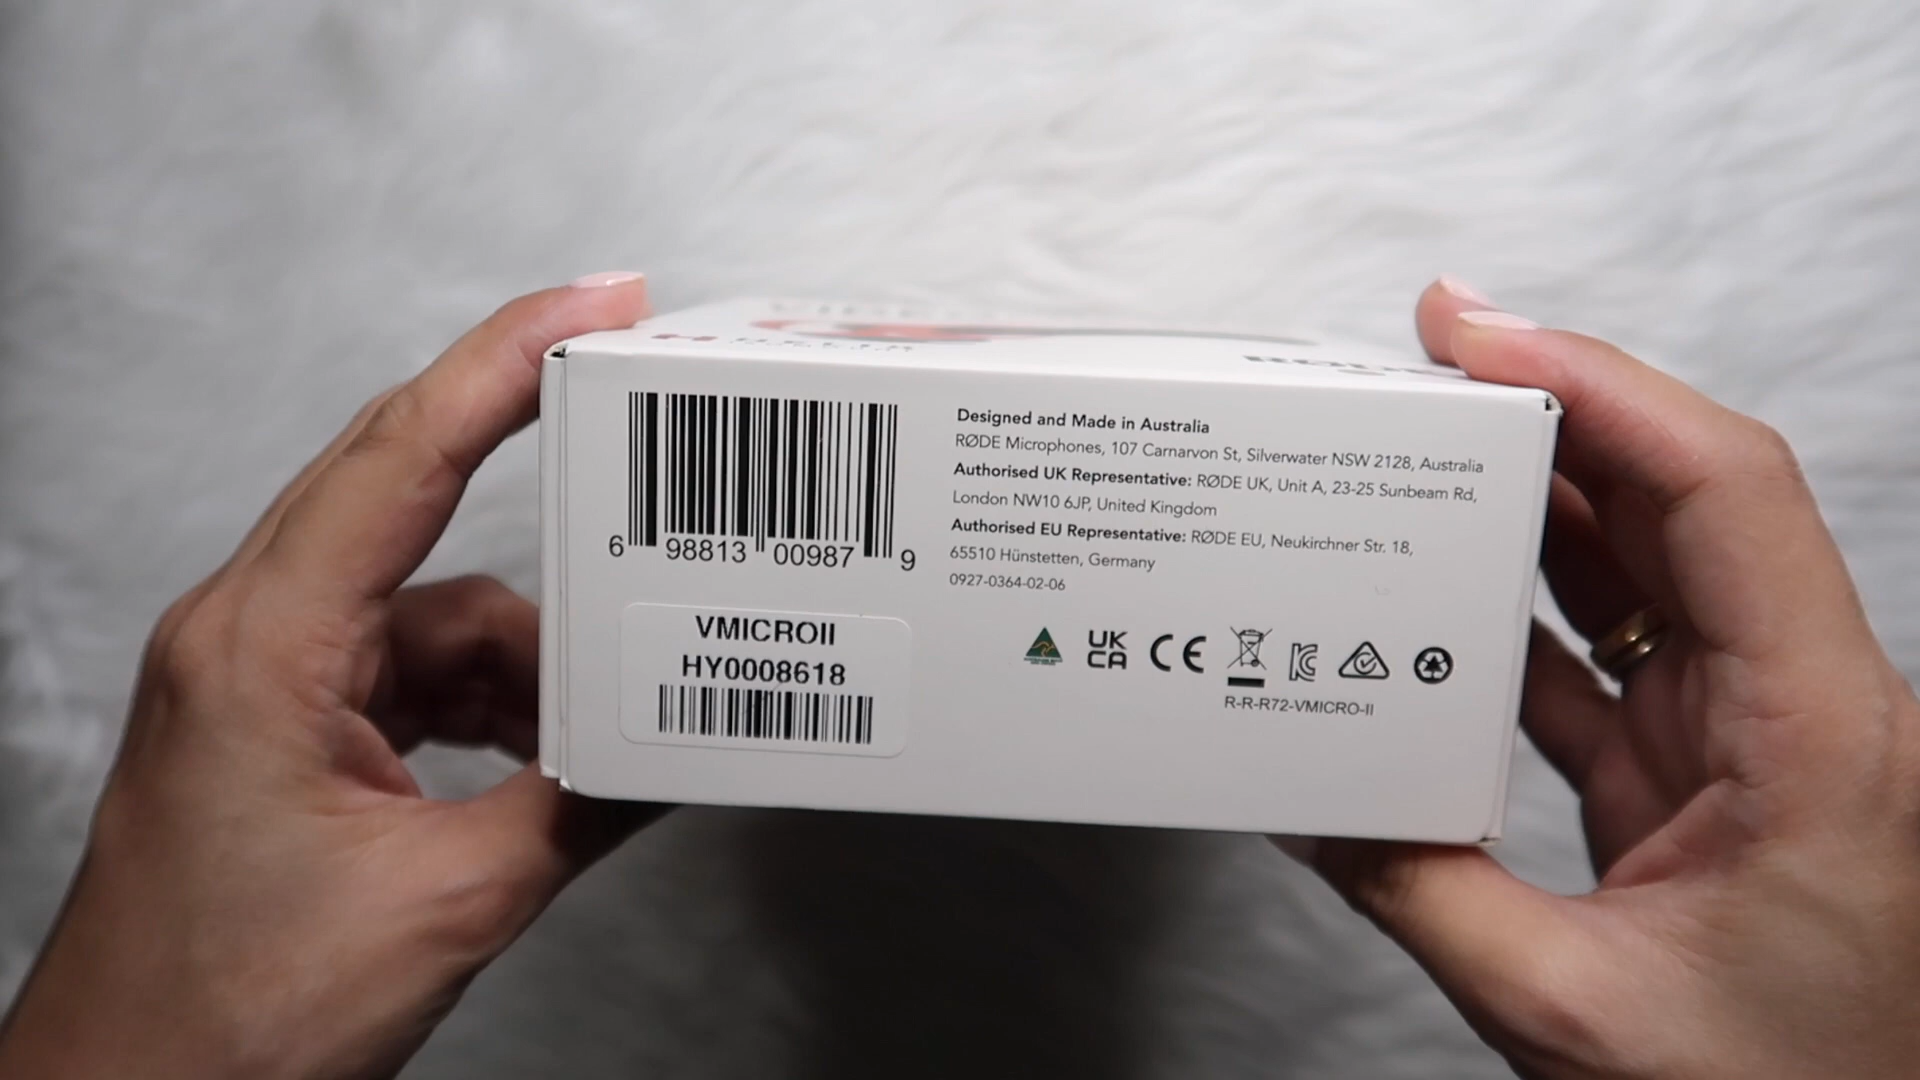 6 98813 00987 9
VMICROII
HY0008618
Designed and Made in Australia
RØDE Microphones, 107 Carnarvon St, Silverwater NSW 2128, Australia
Authorised UK Representative: RØDE UK, Unit A, 23-25 Sunbeam Rd,
London NW10 6JP, United Kingdom
Authorised EU Representative: RØDE EU, Neukirchner Str. 18,
65510 Hünstetten, Germany
0927-0364-02-06
UK
CA
CE
R-R-R72-VMICRO-II